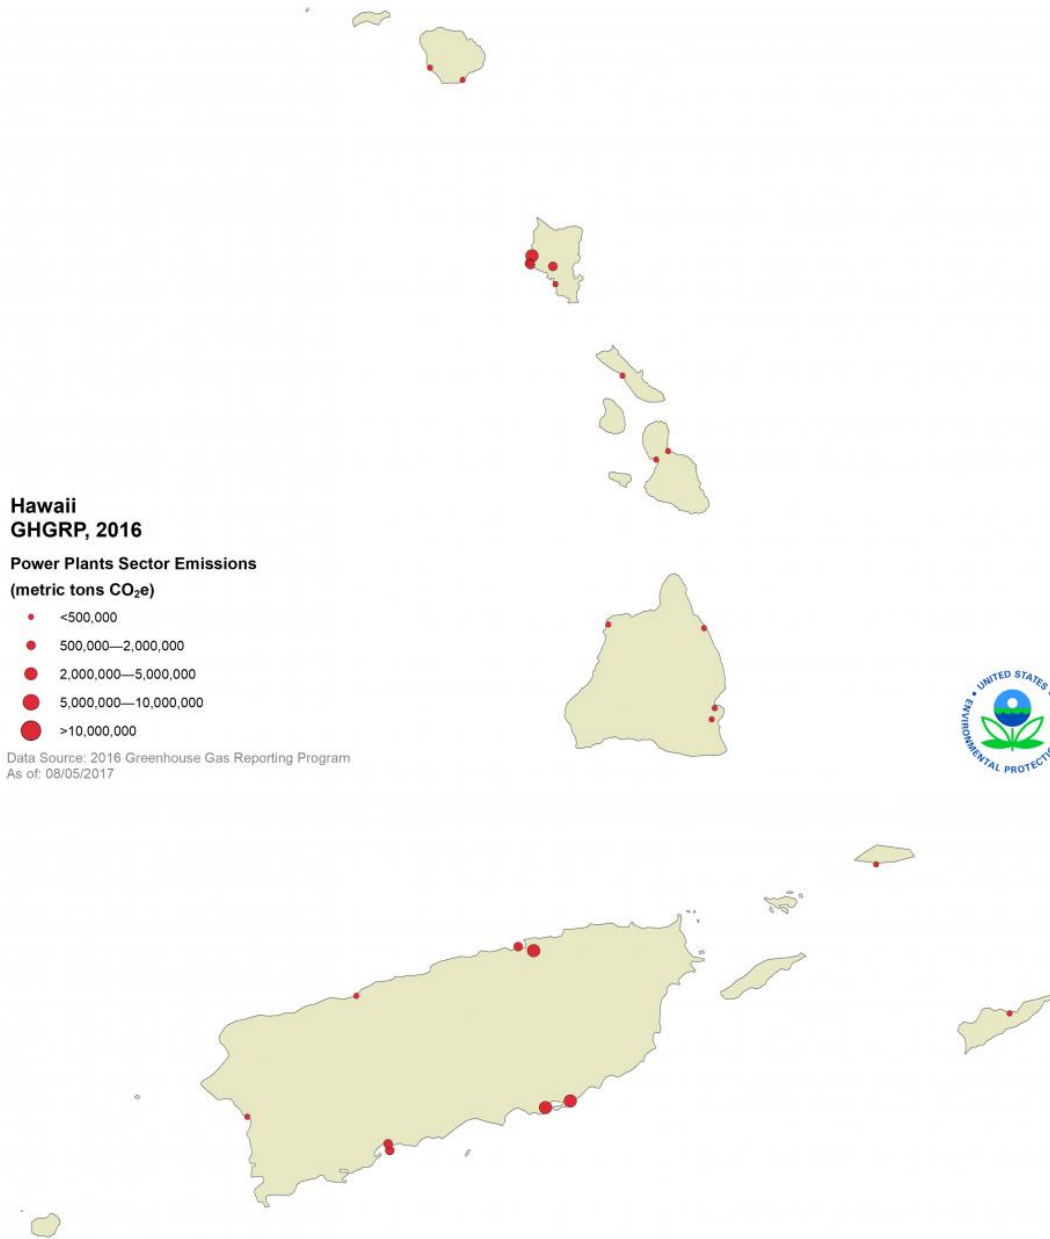 Hawaii
GHGRP, 2016
Power Plants Sector Emissions
(metric tons CO₂e)
<500,000
500,000—2,000,000
2,000,000—5,000,000
5,000,000—10,000,000
>10,000,000
Data Source: 2016 Greenhouse Gas Reporting Program
As of: 08/05/2017
UNITED STATES
ENVIRONMENTAL PROTECTIO